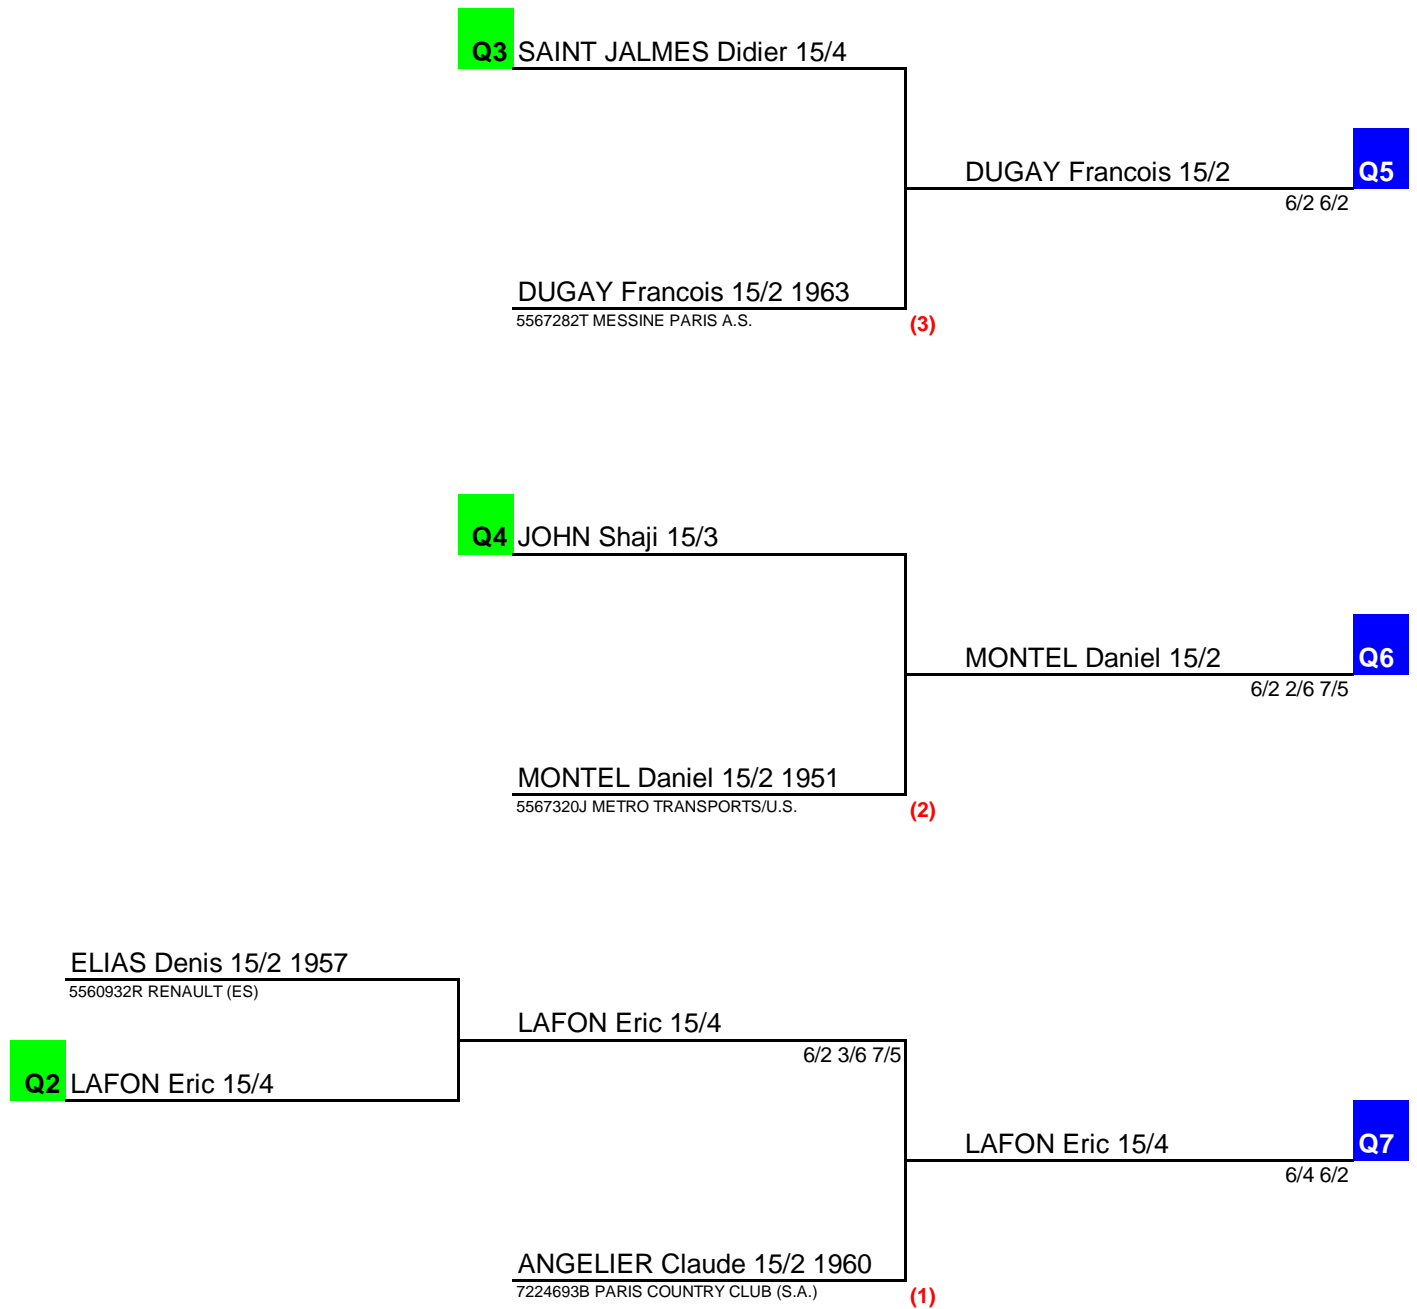 Q3 SAINT JALMES Didier 15/4
DUGAY Francois 15/2 Q5
6/2 6/2
DUGAY Francois 15/2 1963
5567282T MESSINE PARIS A.S. (3)
Q4 JOHN Shaji 15/3
MONTEL Daniel 15/2 Q6
6/2 2/6 7/5
MONTEL Daniel 15/2 1951
5567320J METRO TRANSPORTS/U.S. (2)
ELIAS Denis 15/2 1957
5560932R RENAULT (ES)
LAFON Eric 15/4
6/2 3/6 7/5
Q2 LAFON Eric 15/4
LAFON Eric 15/4 Q7
6/4 6/2
ANGELIER Claude 15/2 1960
7224693B PARIS COUNTRY CLUB (S.A.) (1)